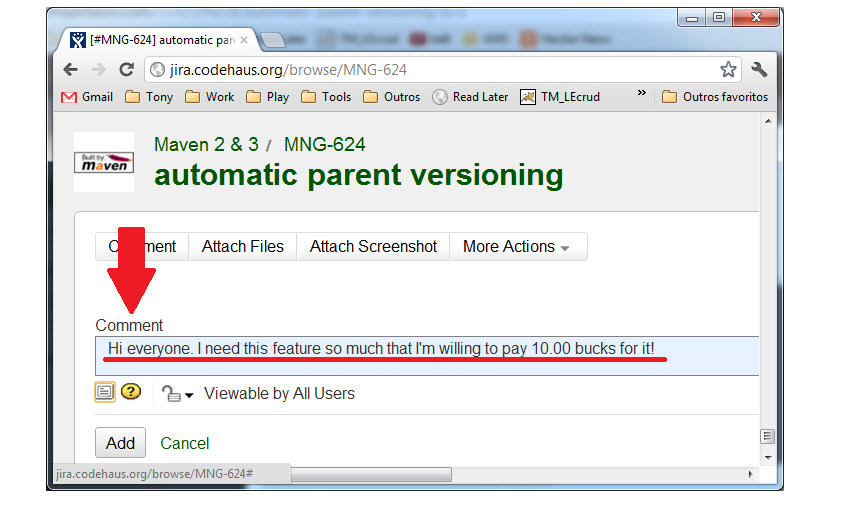 [#MNG-624] automatic par
jira.codehaus.org/browse/MNG-624
Gmail Tony Work Play Tools Outros Read Later TM_LEcrud » Outros favoritos
Built by
maven
Maven 2 & 3 / MNG-624
automatic parent versioning
Attach Files Attach Screenshot More Actions
Comment
Hi everyone. I need this feature so much that I'm willing to pay 10.00 bucks for it!
? Viewable by All Users
Add Cancel
jira.codehaus.org/browse/MNG-624#